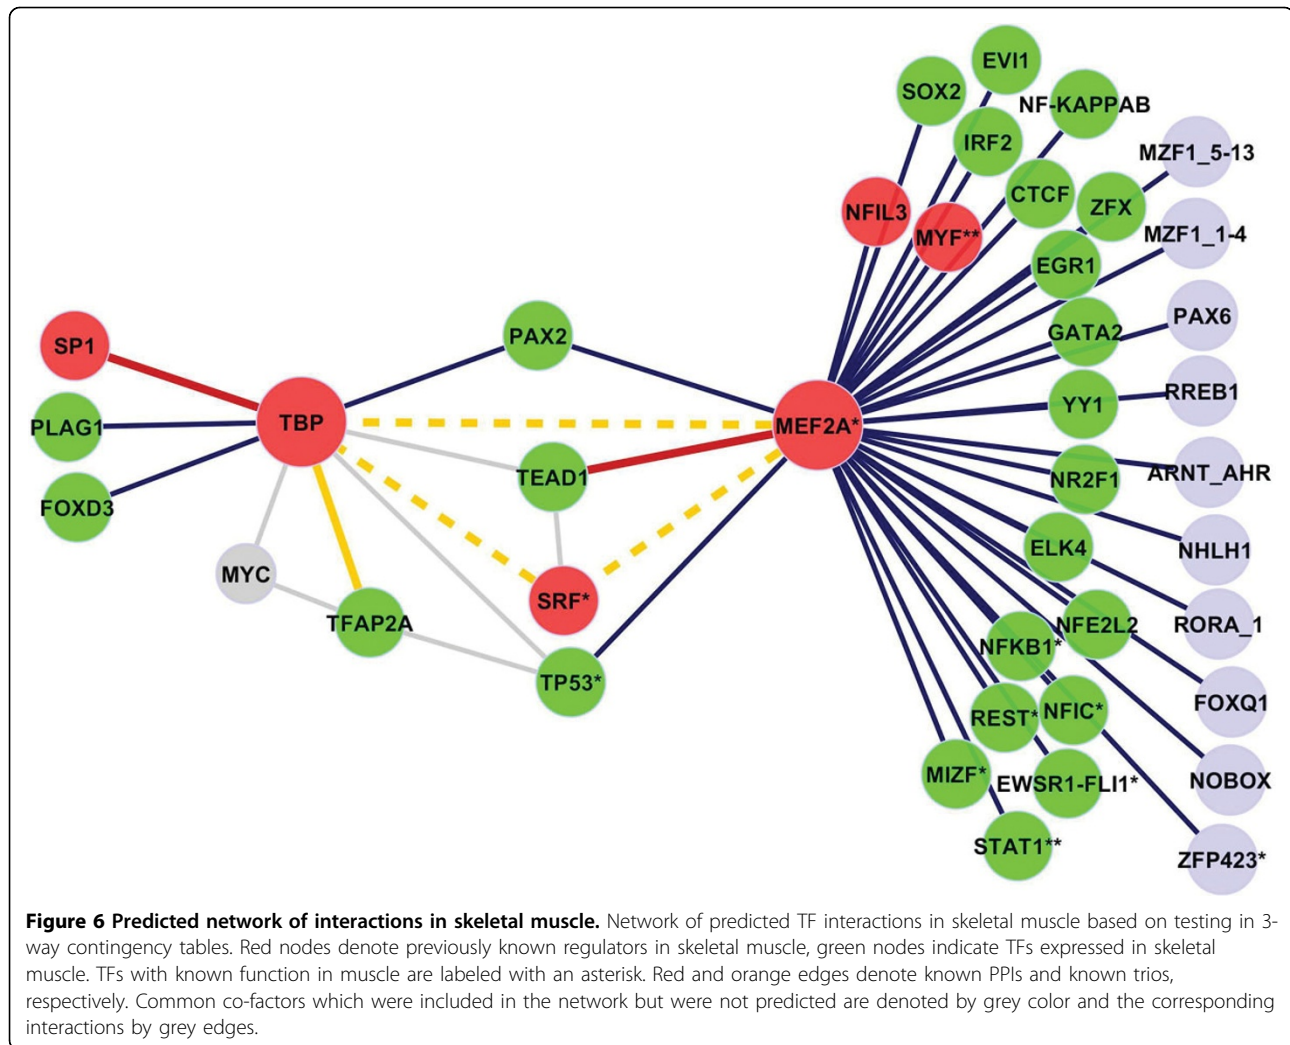 EVI1
SOX2
NF-KAPPAB
IRF2
MZF1_5-13
CTCF
ZFX
NFIL3
MYF**
MZF1_1-4
EGR1
PAX6
GATA2
SP1
PAX2
RREB1
YY1
TBP
MEF2A*
PLAG1
ARNT_AHR
TEAD1
NR2F1
FOXD3
ELK4
NHLH1
MYC
SRF*
TFAP2A
NFE2L2
RORA_1
NFKB1*
TP53*
FOXQ1
REST*
NFIC*
MIZF*
EWSR1-FLI1*
NOBOX
STAT1**
ZFP423*
Figure 6 Predicted network of interactions in skeletal muscle. Network of predicted TF interactions in skeletal muscle based on testing in 3-
way contingency tables. Red nodes denote previously known regulators in skeletal muscle, green nodes indicate TFs expressed in skeletal
muscle. TFs with known function in muscle are labeled with an asterisk. Red and orange edges denote known PPIs and known trios,
respectively. Common co-factors which were included in the network but were not predicted are denoted by grey color and the corresponding
interactions by grey edges.